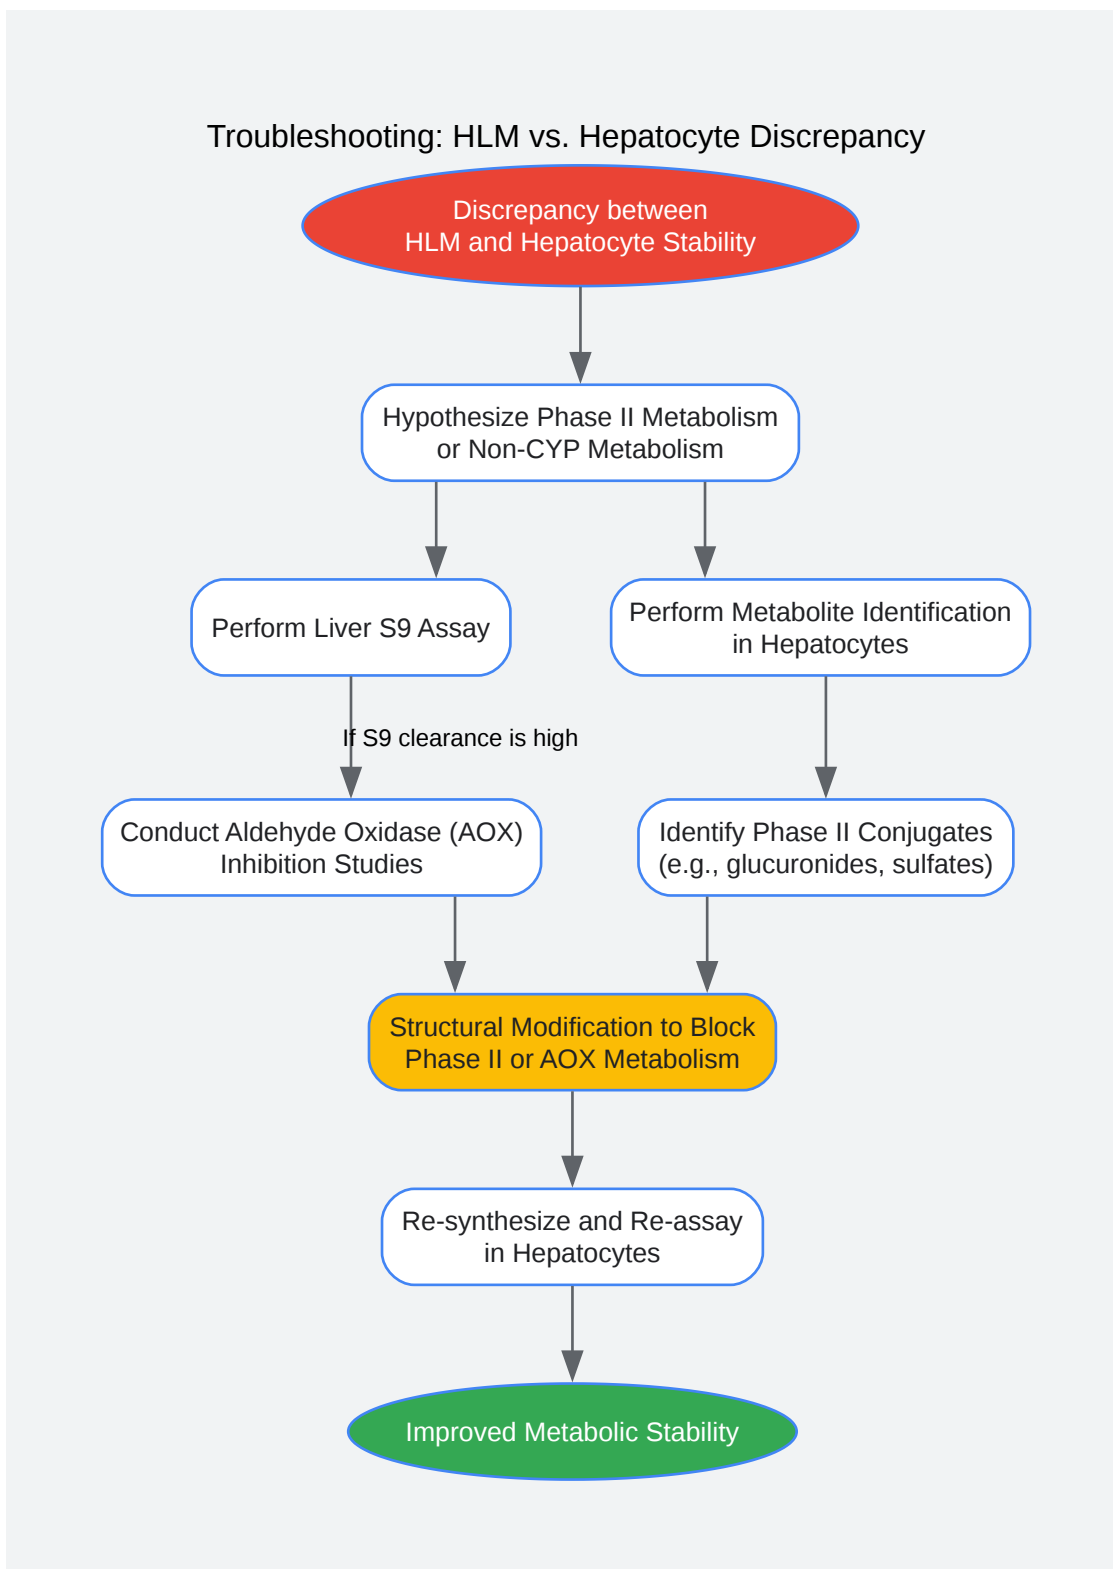 Troubleshooting: HLM vs. Hepatocyte Discrepancy
Discrepancy between
HLM and Hepatocyte Stability
Hypothesize Phase II Metabolism
or Non-CYP Metabolism
Perform Liver S9 Assay
Perform Metabolite Identification
in Hepatocytes
If S9 clearance is high
Conduct Aldehyde Oxidase (AOX)
Inhibition Studies
Identify Phase II Conjugates
(e.g., glucuronides, sulfates)
Structural Modification to Block
Phase II or AOX Metabolism
Re-synthesize and Re-assay
in Hepatocytes
Improved Metabolic Stability